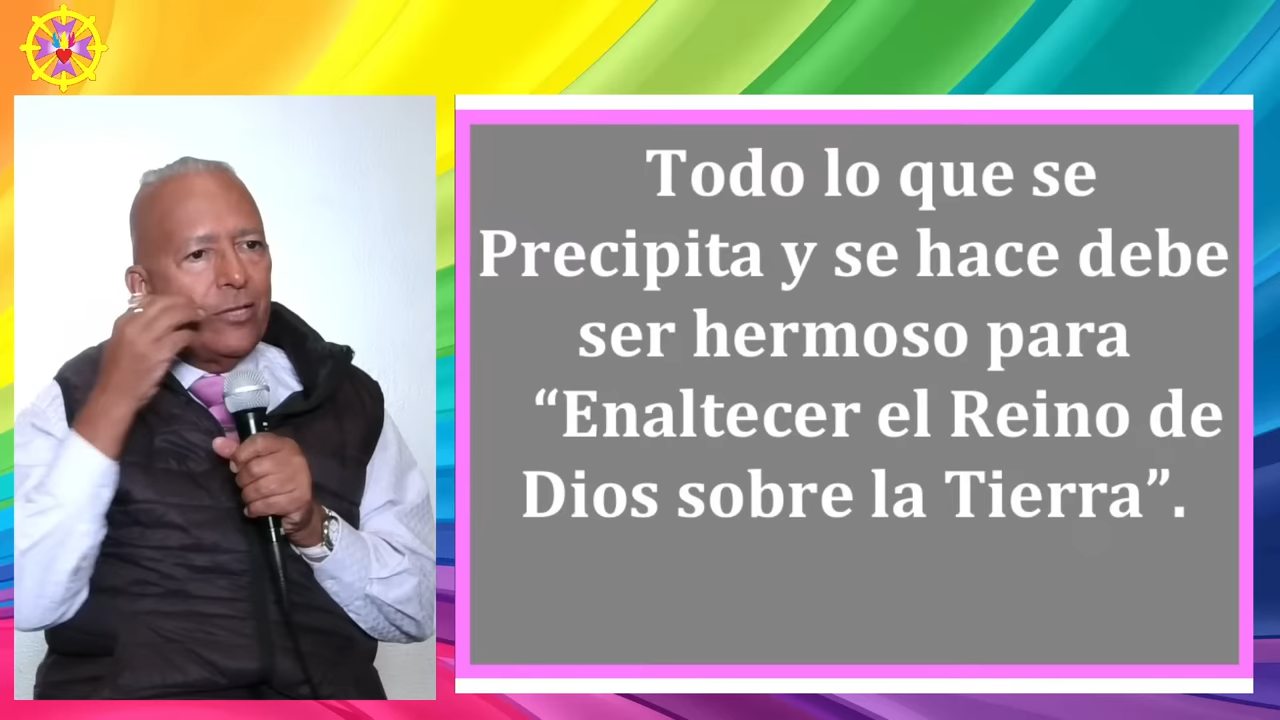 Todo lo que se
Precipita y se hace debe
ser hermoso para
“Enaltecer el Reino de
Dios sobre la Tierra”.